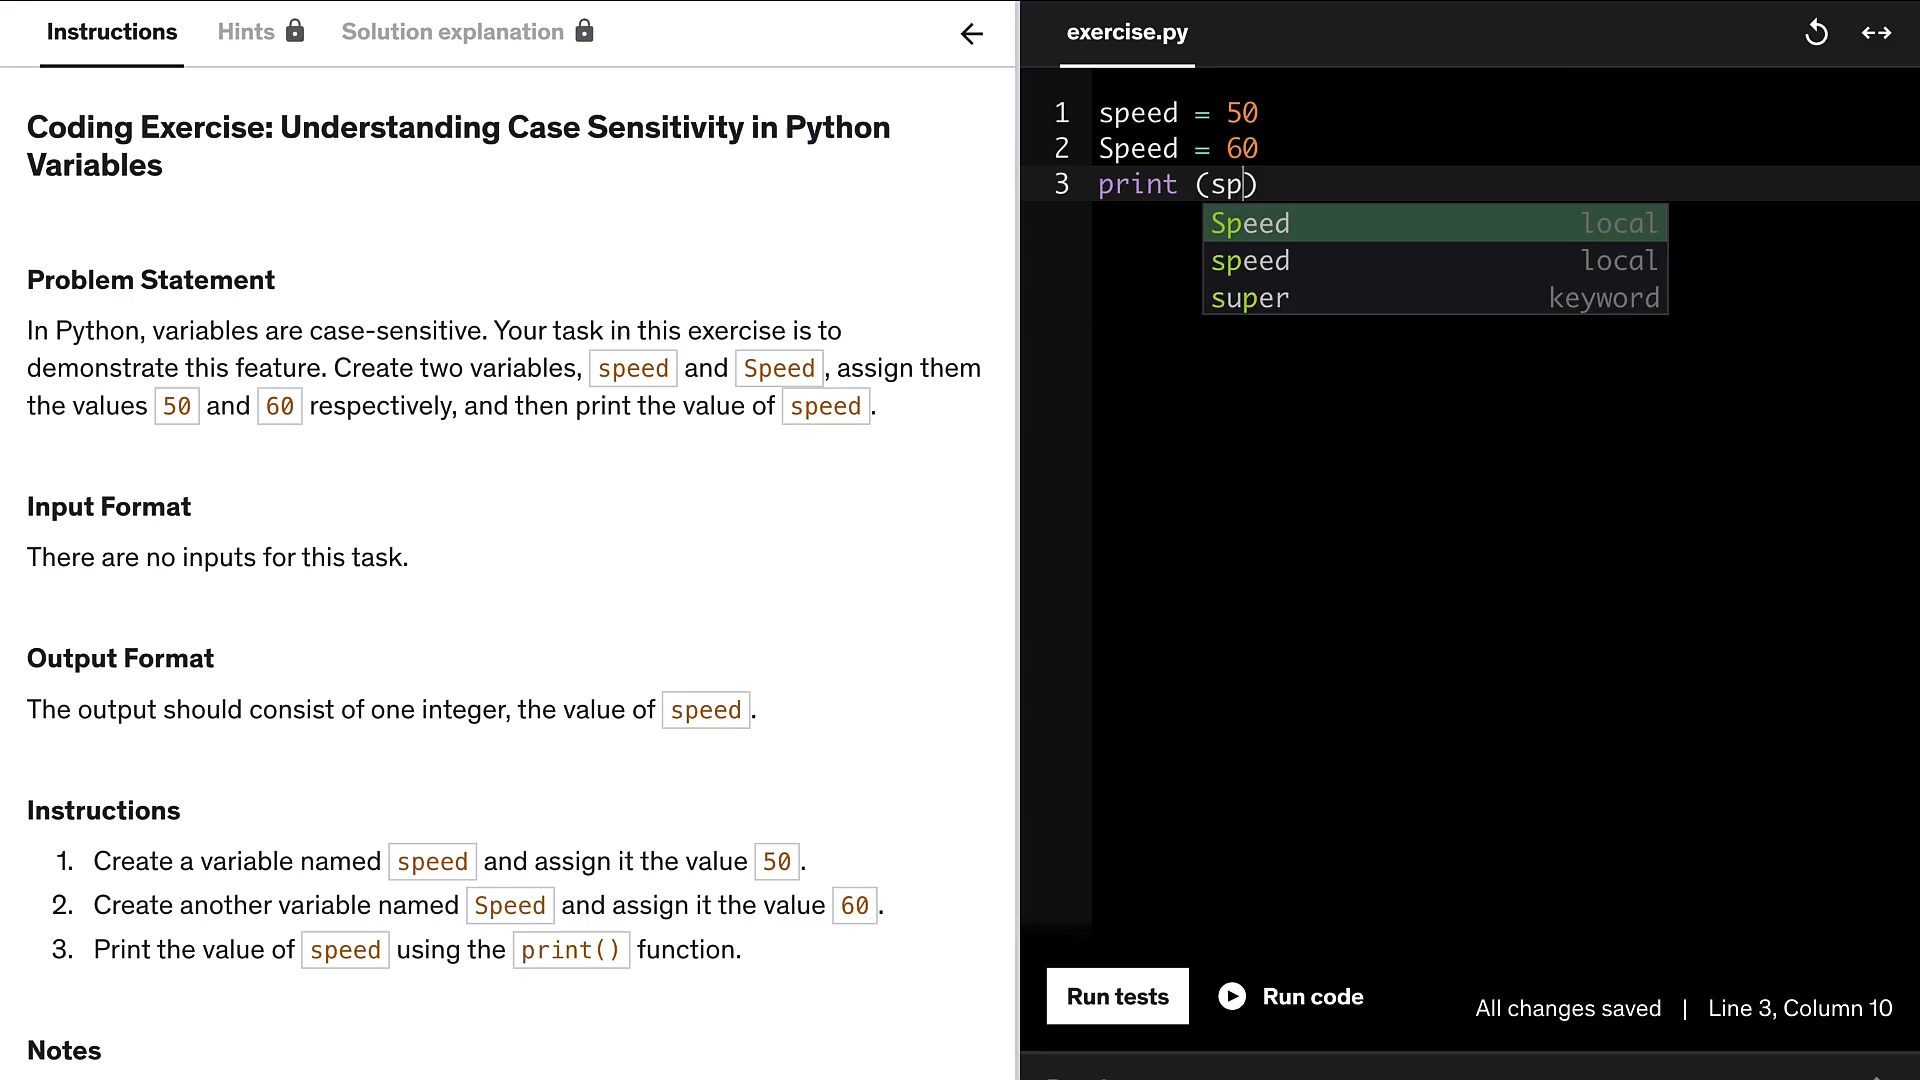 Instructions
Hints
Solution explanation
Coding Exercise: Understanding Case Sensitivity in Python
Variables
Problem Statement
In Python, variables are case-sensitive. Your task in this exercise is to
demonstrate this feature. Create two variables, speed and Speed, assign them
the values 50 and 60 respectively, and then print the value of speed.
Input Format
There are no inputs for this task.
Output Format
The output should consist of one integer, the value of speed.
Instructions
1. Create a variable named speed and assign it the value 50.
2. Create another variable named Speed and assign it the value 60.
3. Print the value of speed using the print() function.
Notes
exercise.py
1 speed = 50
2 Speed = 60
3 print (sp)
Speed local
speed local
super keyword
Run tests
Run code
All changes saved | Line 3, Column 10